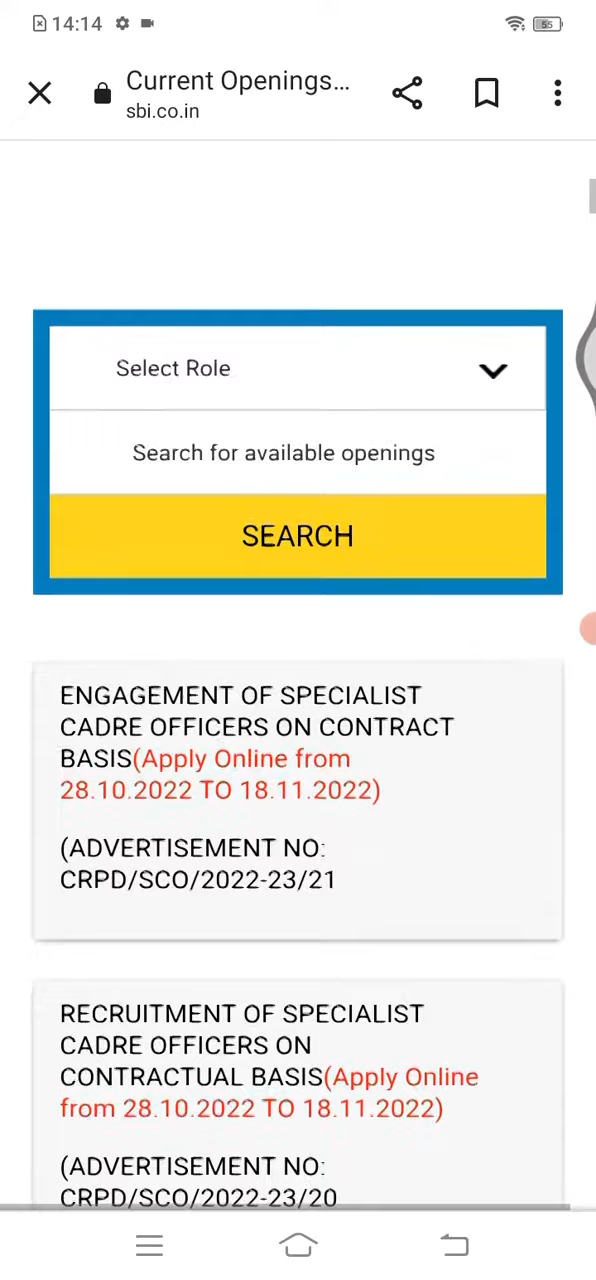 14:14
55
Current Openings...
sbi.co.in
Select Role
Search for available openings
SEARCH
ENGAGEMENT OF SPECIALIST
CADRE OFFICERS ON CONTRACT
BASIS(Apply Online from
28.10.2022 TO 18.11.2022)
(ADVERTISEMENT NO:
CRPD/SCO/2022-23/21
RECRUITMENT OF SPECIALIST
CADRE OFFICERS ON
CONTRACTUAL BASIS(Apply Online
from 28.10.2022 TO 18.11.2022)
(ADVERTISEMENT NO:
CRPD/SCO/2022-23/20